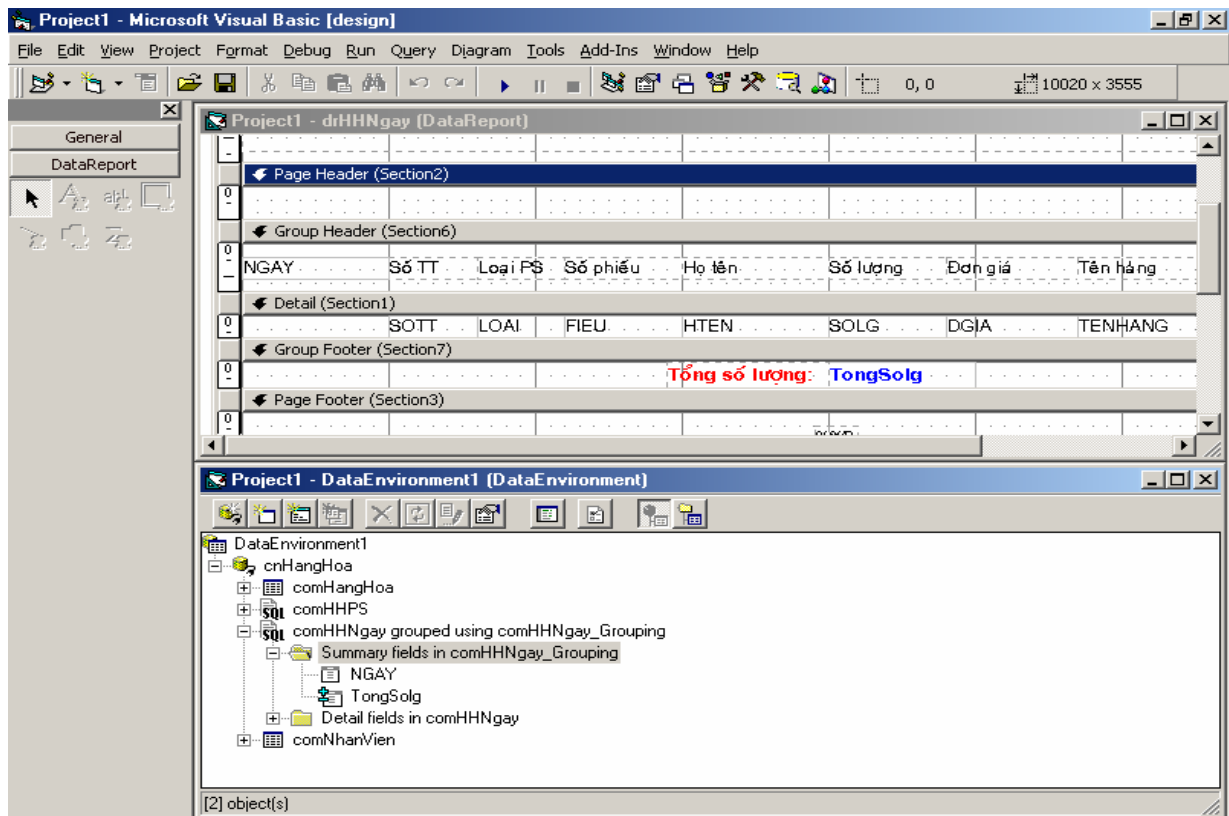 Project1 - Microsoft Visual Basic [design]
File Edit View Project Format Debug Run Query Diagram Tools Add-Ins Window Help
0, 0 10020 x 3555
General
DataReport
Project1 - drHHNgay (DataReport)
Page Header (Section2)
Group Header (Section6)
NGAY Số TT Loại PS Số phiếu Họ tên Số lượng Đơn giá Tên hàng
Detail (Section1)
SOTT LOAI FIEU HTEN SOLG DGIA TENHANG
Group Footer (Section7)
Tổng số lượng: TongSolg
Page Footer (Section3)
Project1 - DataEnvironment1 (DataEnvironment)
DataEnvironment1
cnHangHoa
comHangHoa
SQL comHHPS
SQL comHHNgay grouped using comHHNgay_Grouping
Summary fields in comHHNgay_Grouping
NGAY
TongSolg
Detail fields in comHHNgay
comNhanVien
[2] object(s)